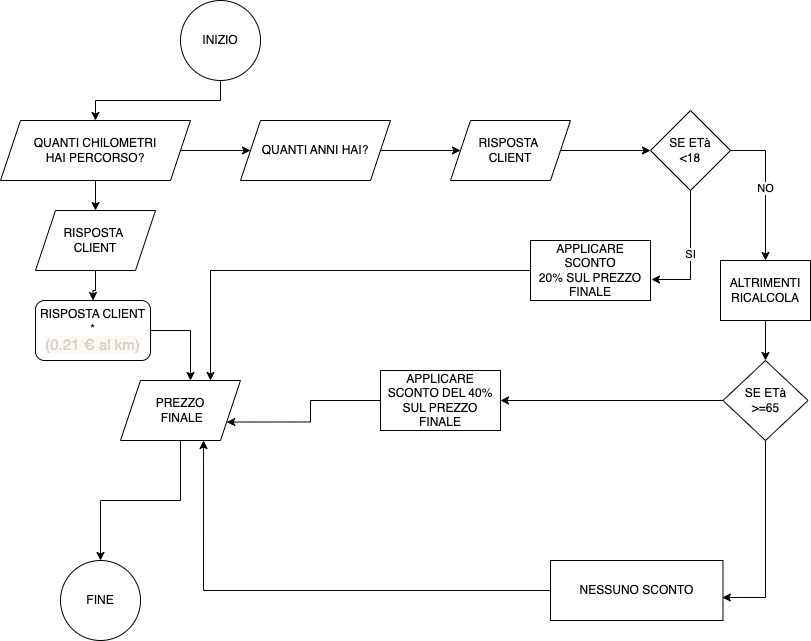 INIZIO
QUANTI CHILOMETRI
HAI PERCORSO?
QUANTI ANNI HAI?
RISPOSTA
CLIENT
SE ETà
<18
NO
SI
RISPOSTA
CLIENT
APPLICARE
SCONTO
20% SUL PREZZO
FINALE
ALTRIMENTI
RICALCOLA
RISPOSTA CLIENT
*
(0.21 € al km)
PREZZO
FINALE
APPLICARE
SCONTO DEL 40%
SUL PREZZO
FINALE
SE ETà
>=65
NESSUNO SCONTO
FINE